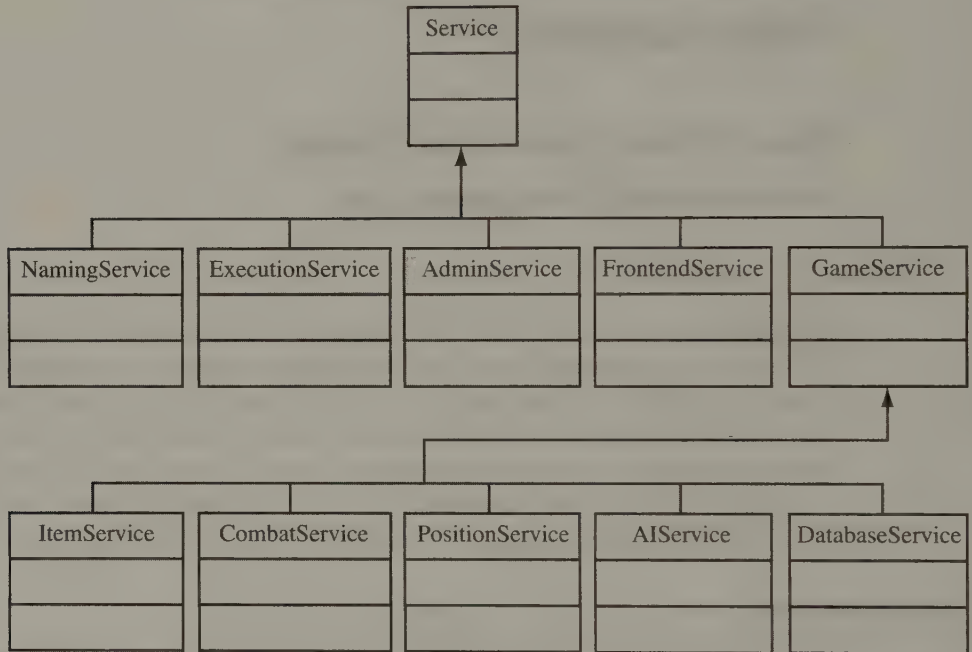 Service
NamingService ExecutionService AdminService FrontendService GameService
ItemService CombatService PositionService AIService DatabaseService